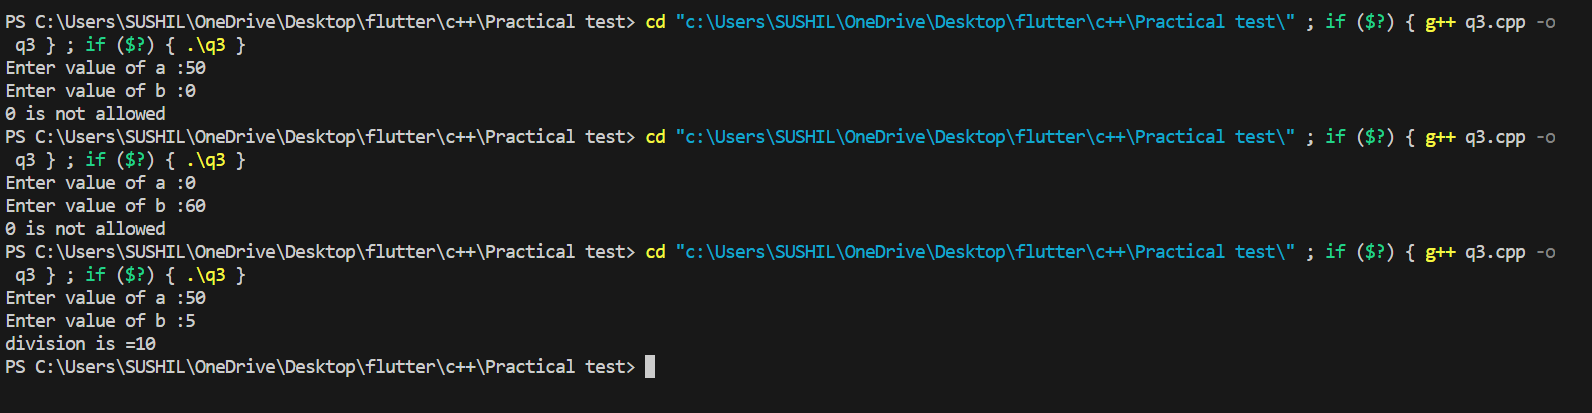 PS C:\Users\SUSHIL\OneDrive\Desktop\flutter\c++\Practical test> cd "c:\Users\SUSHIL\OneDrive\Desktop\flutter\c++\Practical test\" ; if ($?) { g++ q3.cpp -o
 q3 } ; if ($?) { .\q3 }
Enter value of a :50
Enter value of b :0
0 is not allowed
PS C:\Users\SUSHIL\OneDrive\Desktop\flutter\c++\Practical test> cd "c:\Users\SUSHIL\OneDrive\Desktop\flutter\c++\Practical test\" ; if ($?) { g++ q3.cpp -o
 q3 } ; if ($?) { .\q3 }
Enter value of a :0
Enter value of b :60
0 is not allowed
PS C:\Users\SUSHIL\OneDrive\Desktop\flutter\c++\Practical test> cd "c:\Users\SUSHIL\OneDrive\Desktop\flutter\c++\Practical test\" ; if ($?) { g++ q3.cpp -o
 q3 } ; if ($?) { .\q3 }
Enter value of a :50
Enter value of b :5
division is =10
PS C:\Users\SUSHIL\OneDrive\Desktop\flutter\c++\Practical test>